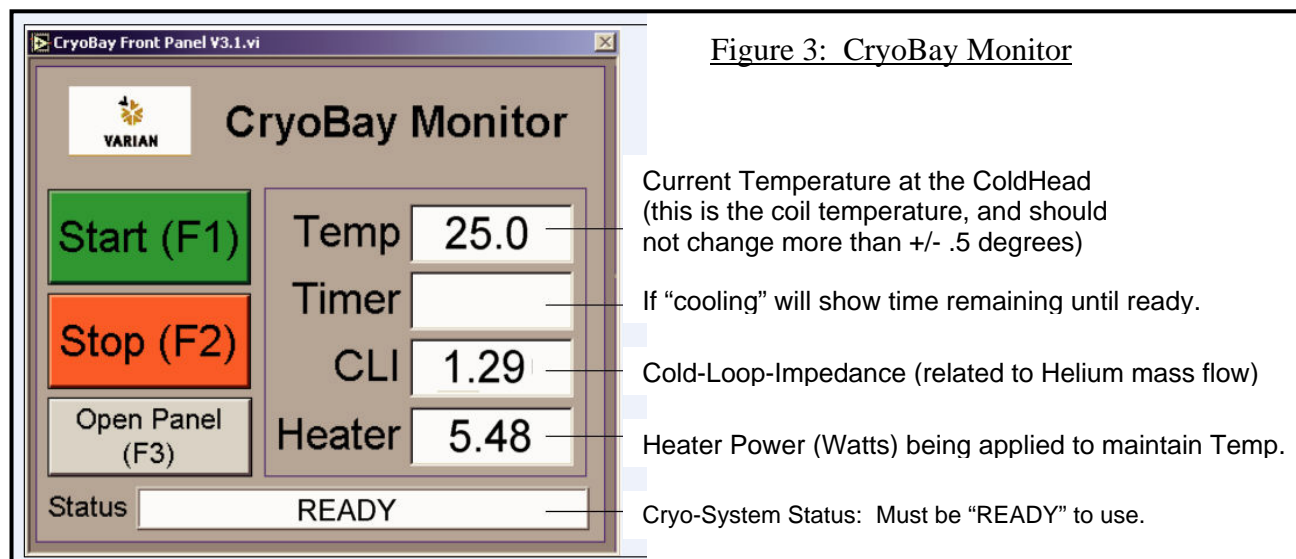 CryoBay Front Panel V3.1.vi
Figure 3: CryoBay Monitor
VARIAN
CryoBay Monitor
Start (F1)
Stop (F2)
Open Panel
(F3)
Temp 25.0
Timer
CLI 1.29
Heater 5.48
Status READY
Current Temperature at the ColdHead
(this is the coil temperature, and should
not change more than +/- .5 degrees)
If “cooling” will show time remaining until ready.
Cold-Loop-Impedance (related to Helium mass flow)
Heater Power (Watts) being applied to maintain Temp.
Cryo-System Status: Must be “READY” to use.